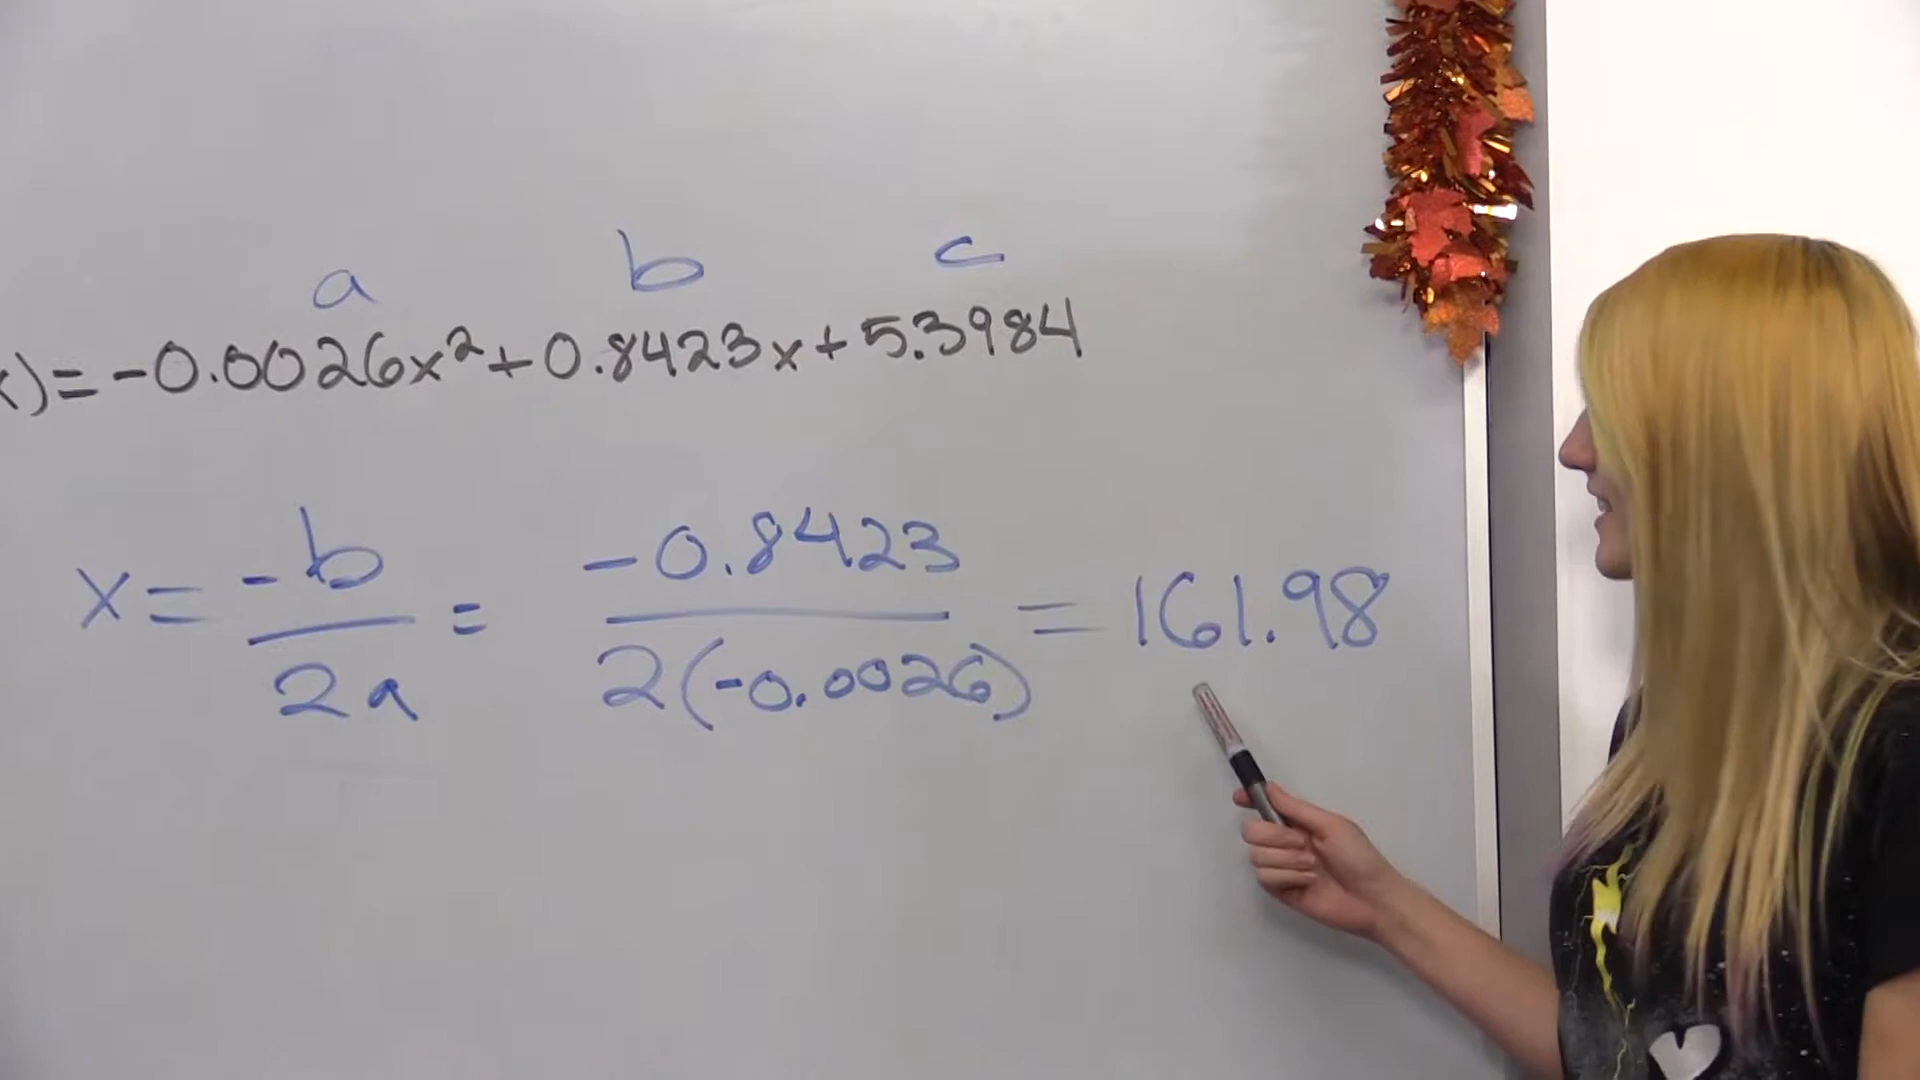 a b c
x) = -0.0026x² + 0.8423x + 5.3984
x = -b/2a = -0.8423/2(-0.0026) = 161.98